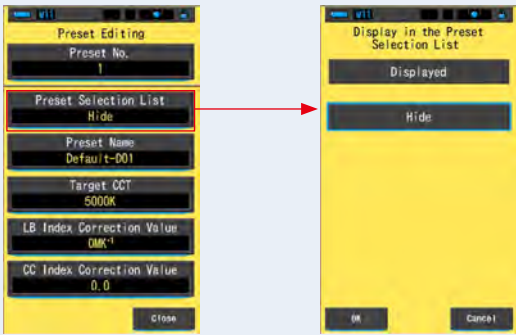 Preset Editing
Preset No.
1
Preset Selection List
Hide
Preset Name
Default-001
Target CCT
5000K
LB Index Correction Value
0MK⁻¹
CC Index Correction Value
0.0
Close
Display in the Preset
Selection List
Displayed
Hide
OK
Cancel